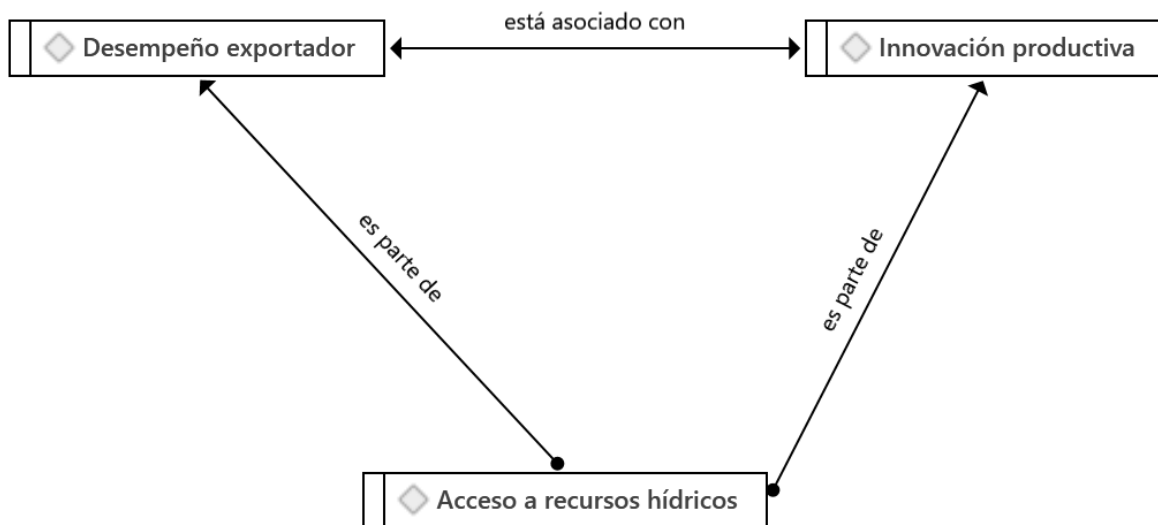 está asociado con
Desempeño exportador
Innovación productiva
es parte de
es parte de
Acceso a recursos hídricos